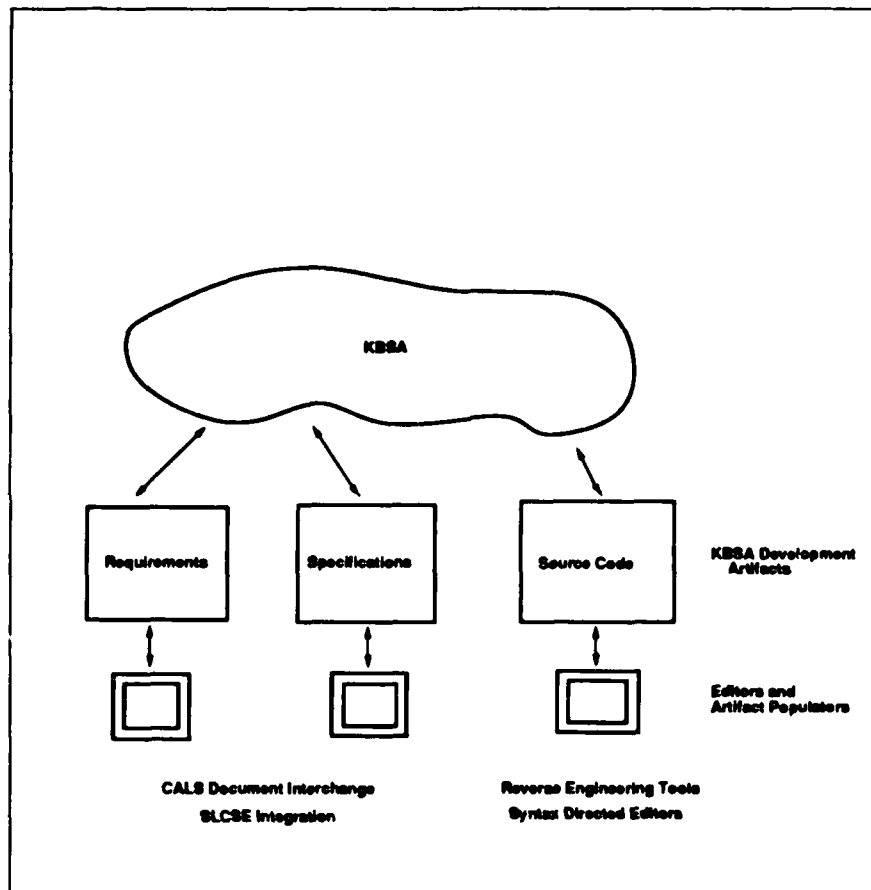 KBSA
Requirements
Specifications
Source Code
KBSA Development
Artifacts
Editors and
Artifact Populators
CALS Document Interchange
SLCSE Integration
Reverse Engineering Tools
Syntax Directed Editors